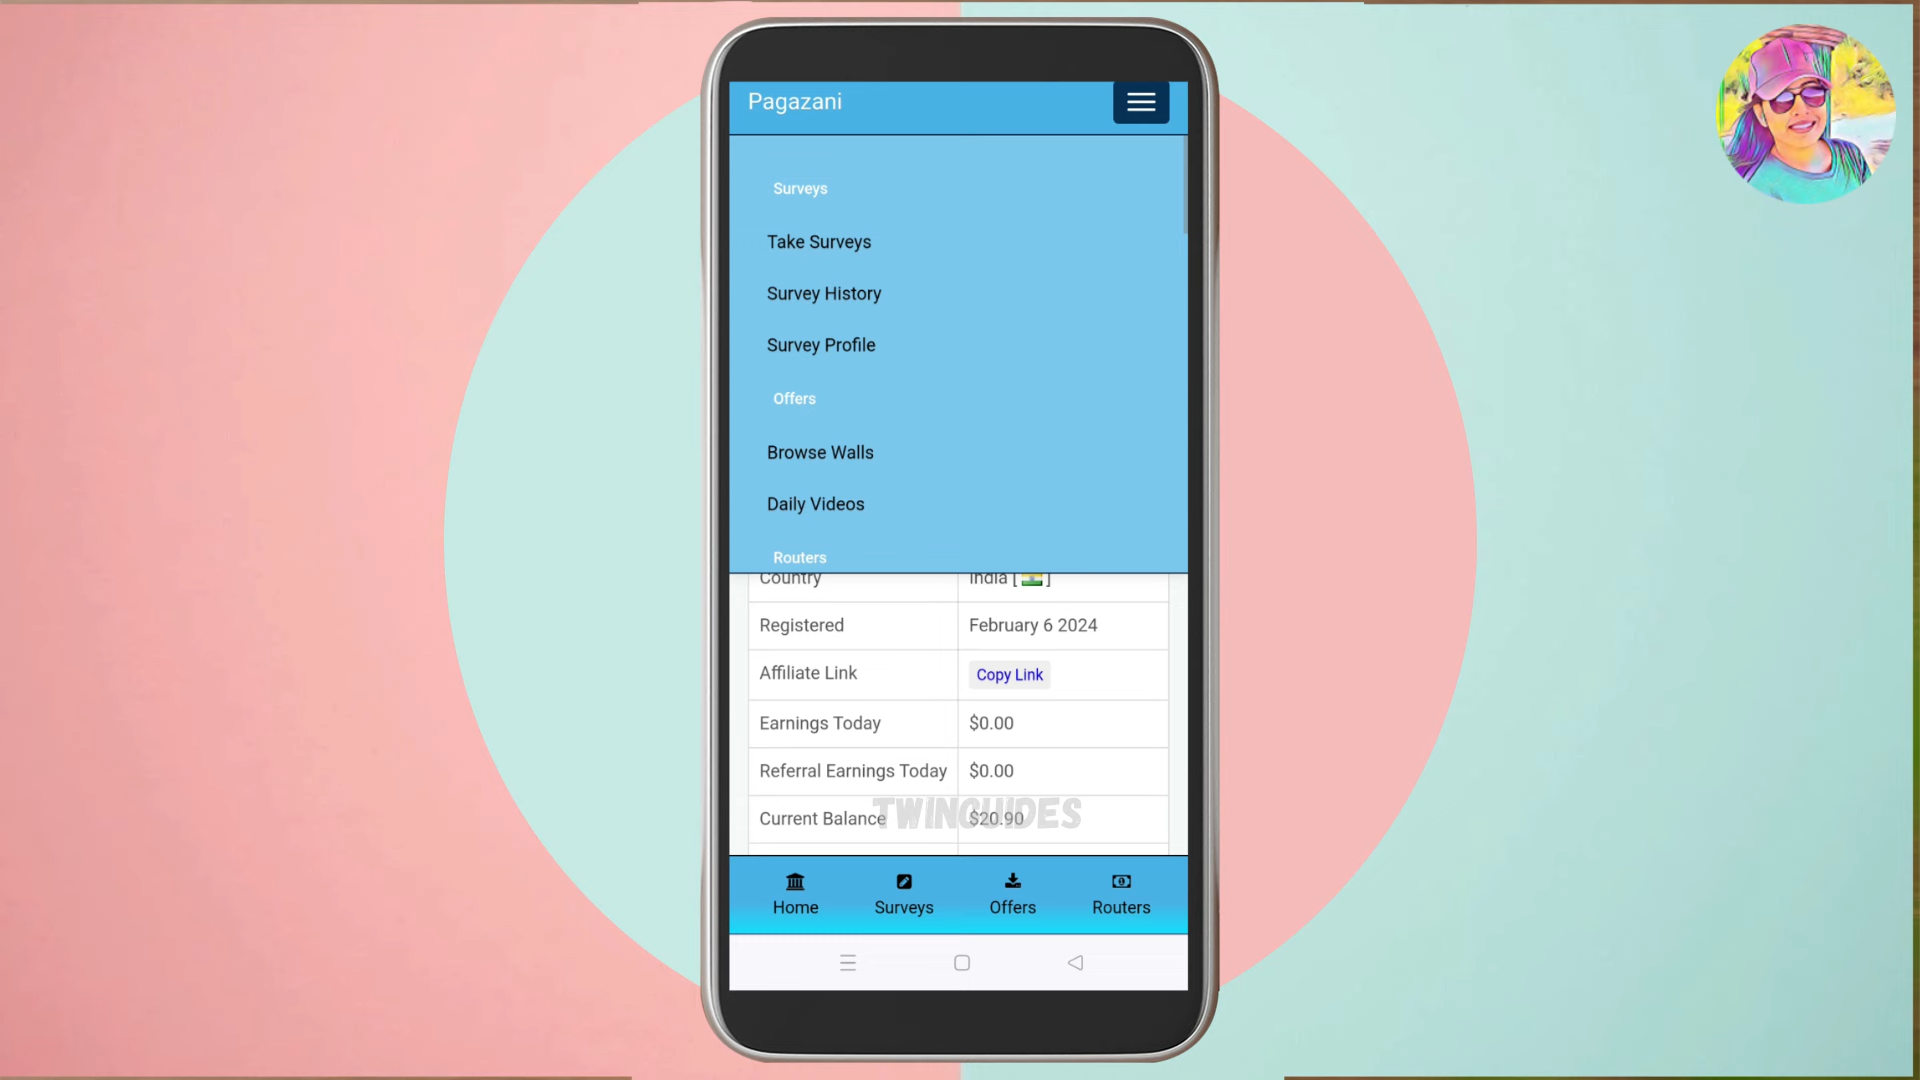 Pagazani
Surveys
Take Surveys
Survey History
Survey Profile
Offers
Browse Walls
Daily Videos
Routers
Country India [ ]
Registered February 6 2024
Affiliate Link Copy Link
Earnings Today $0.00
Referral Earnings Today $0.00
Current Balance $20.90
TWINGUIDES
Home Surveys Offers Routers